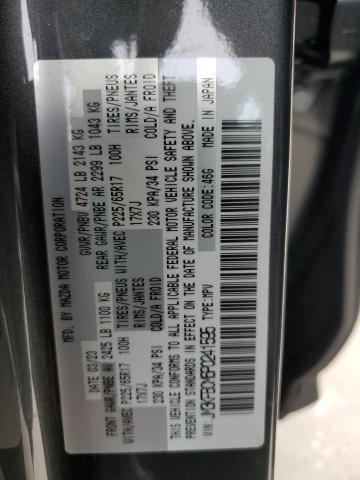 MFD. BY MAZDA MOTOR CORPORATION
DATE: 03/23 GVWR/PNBV 4724 LB 2143 KG
FRONT GAWR/PNBE AV 2425 LB 1100 KG REAR GAWR/PNBE AR 2299 LB 1043 KG
TIRES/PNEUS TIRES/PNEUS
WITH/AVEC P225/65R17 100H WITH/AVEC P225/65R17 100H
RIMS/JANTES RIMS/JANTES
17X7J 17X7J
COLD/A FROID COLD/A FROID
230 KPA/34 PSI 230 KPA/34 PSI
THIS VEHICLE CONFORMS TO ALL APPLICABLE FEDERAL MOTOR VEHICLE SAFETY AND THEFT
PREVENTION STANDARDS IN EFFECT ON THE DATE OF MANUFACTURE SHOWN ABOVE.
VIN: TYPE: MPV COLOR CODE: 46G
MADE IN JAPAN